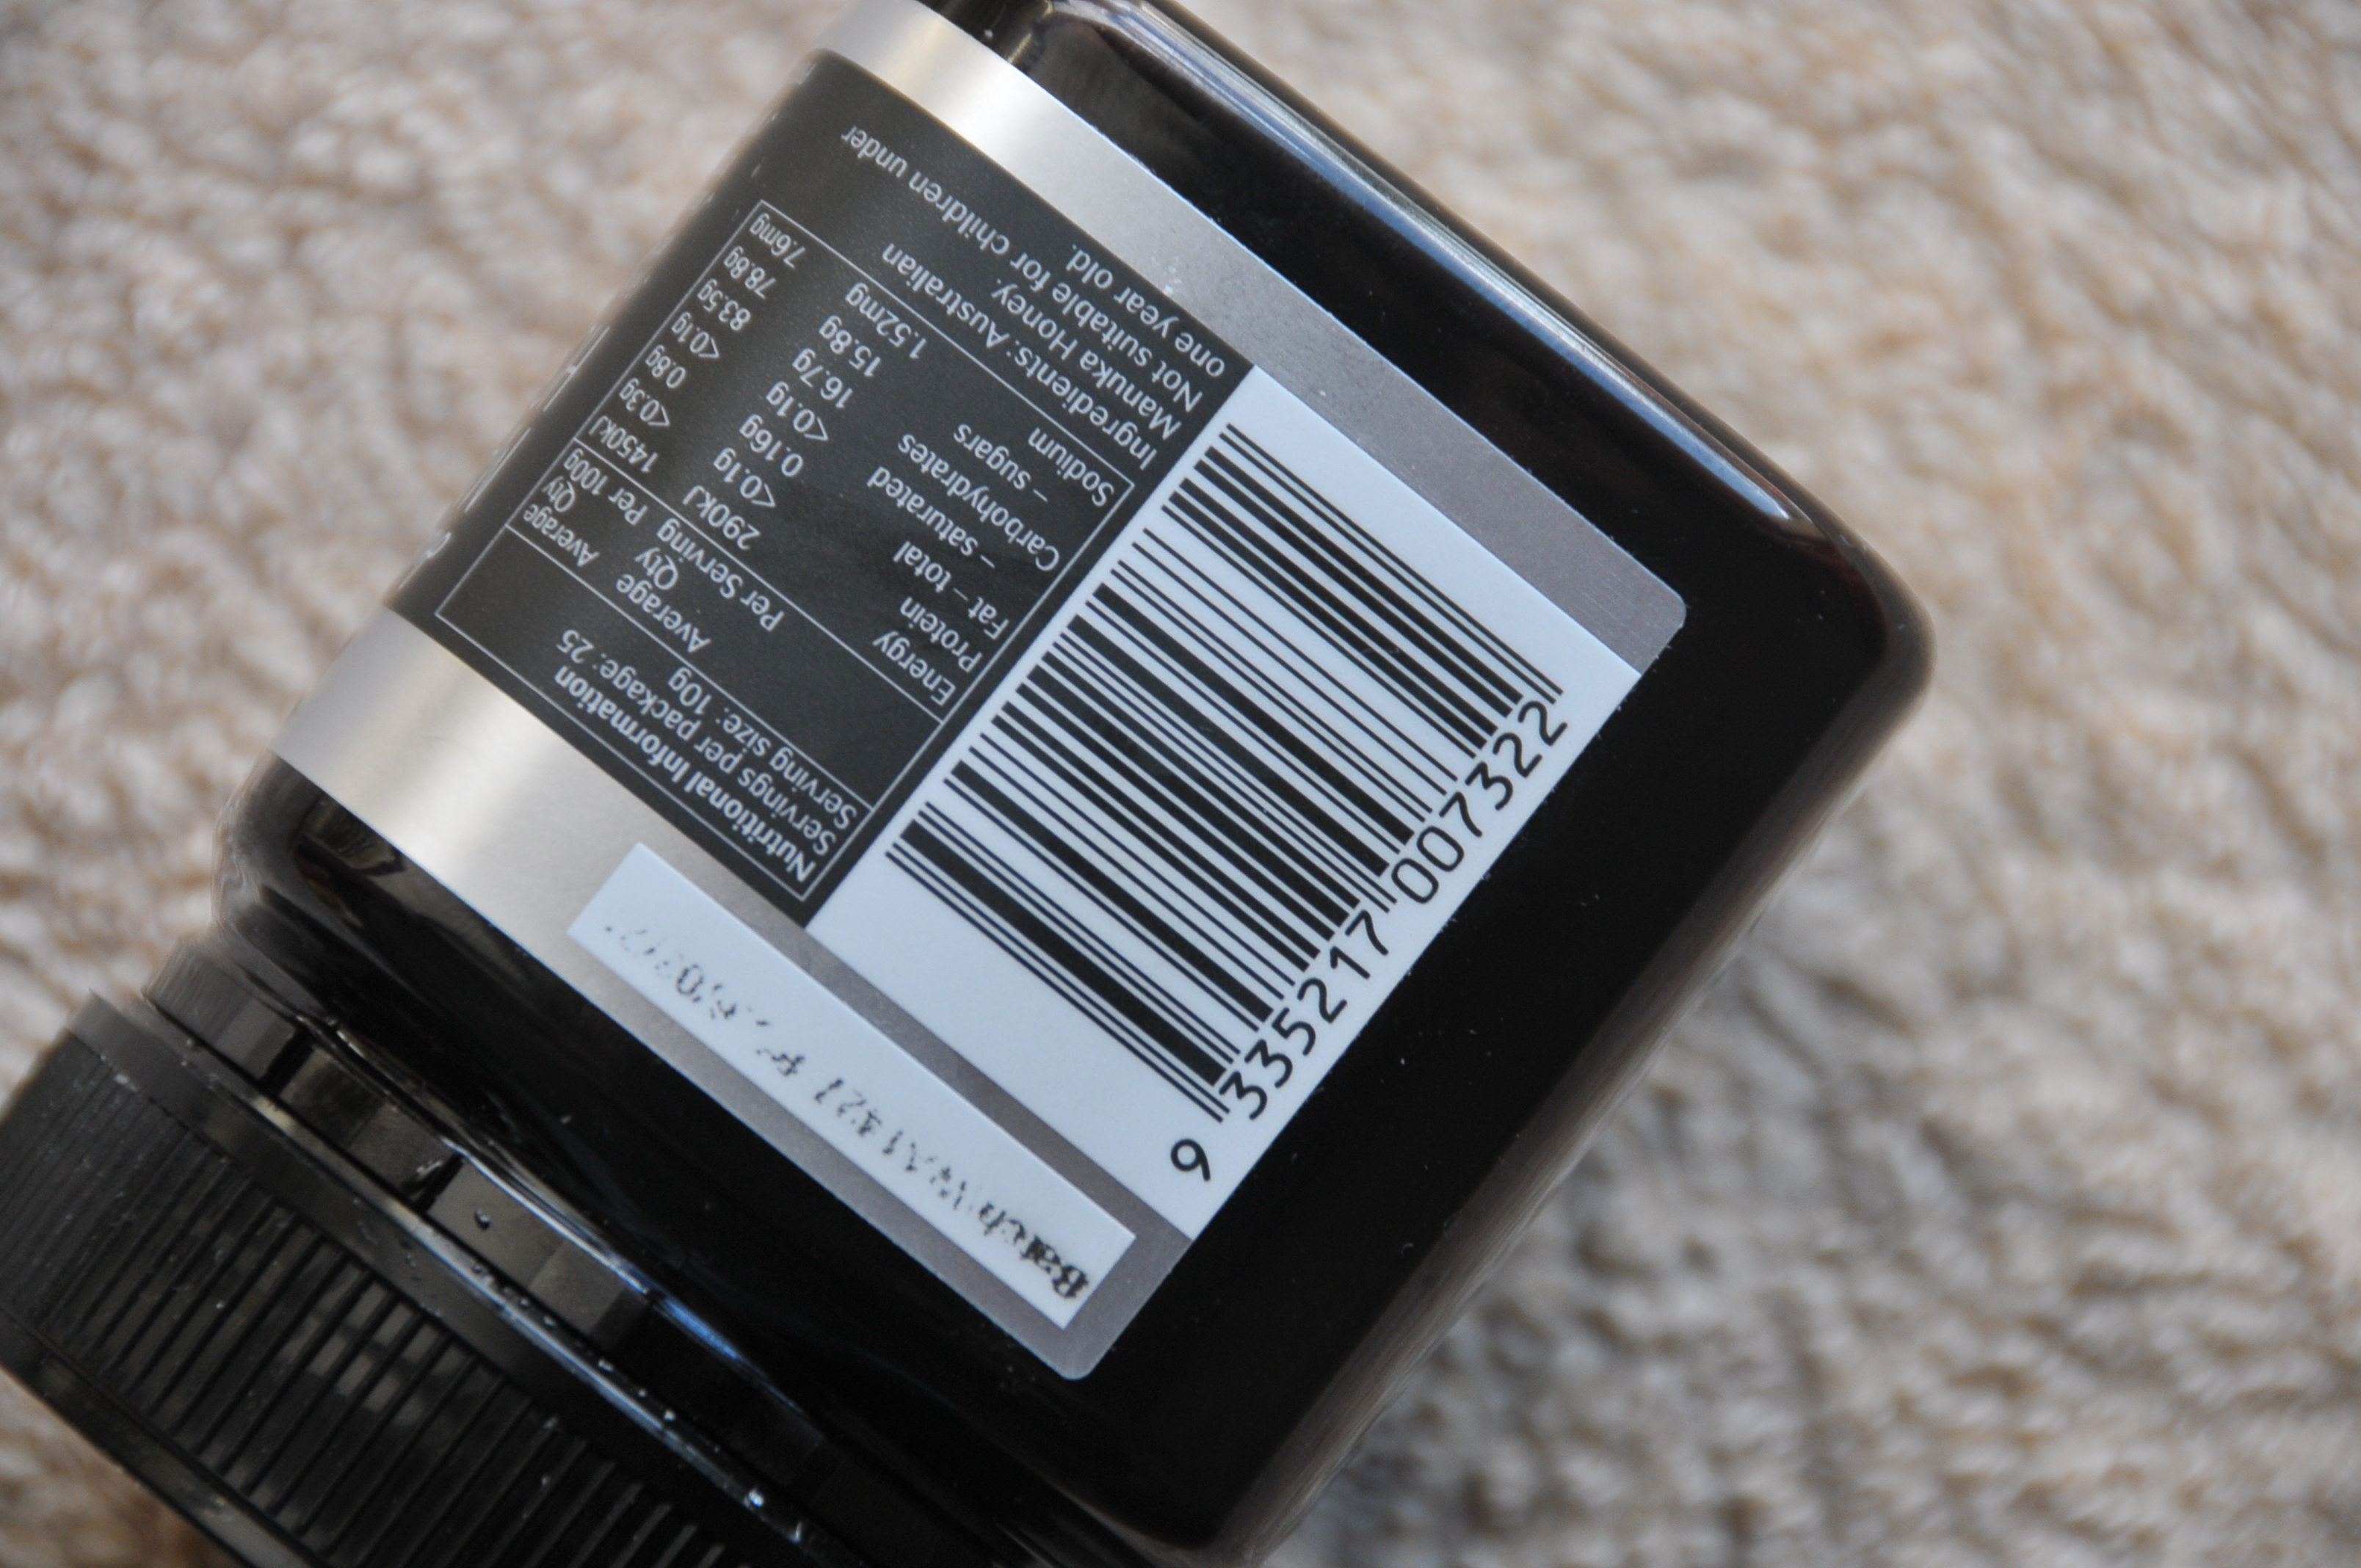 Nutritional Information
Servings per package: 25
Serving size: 10g
Average Average
Qty Qty
Per Serving Per 100g
Energy 290kJ 1450kJ
Protein <0.1g <0.3g
Fat – total 0.16g 0.8g
– saturated <0.1g <0.1g
Carbohydrates 16.7g 83.5g
– sugars 15.8g 78.8g
Sodium 1.52mg 7.6mg
Ingredients: Australian
Manuka Honey.
Not suitable for children under
one year old.
9 335217 007322
Batch